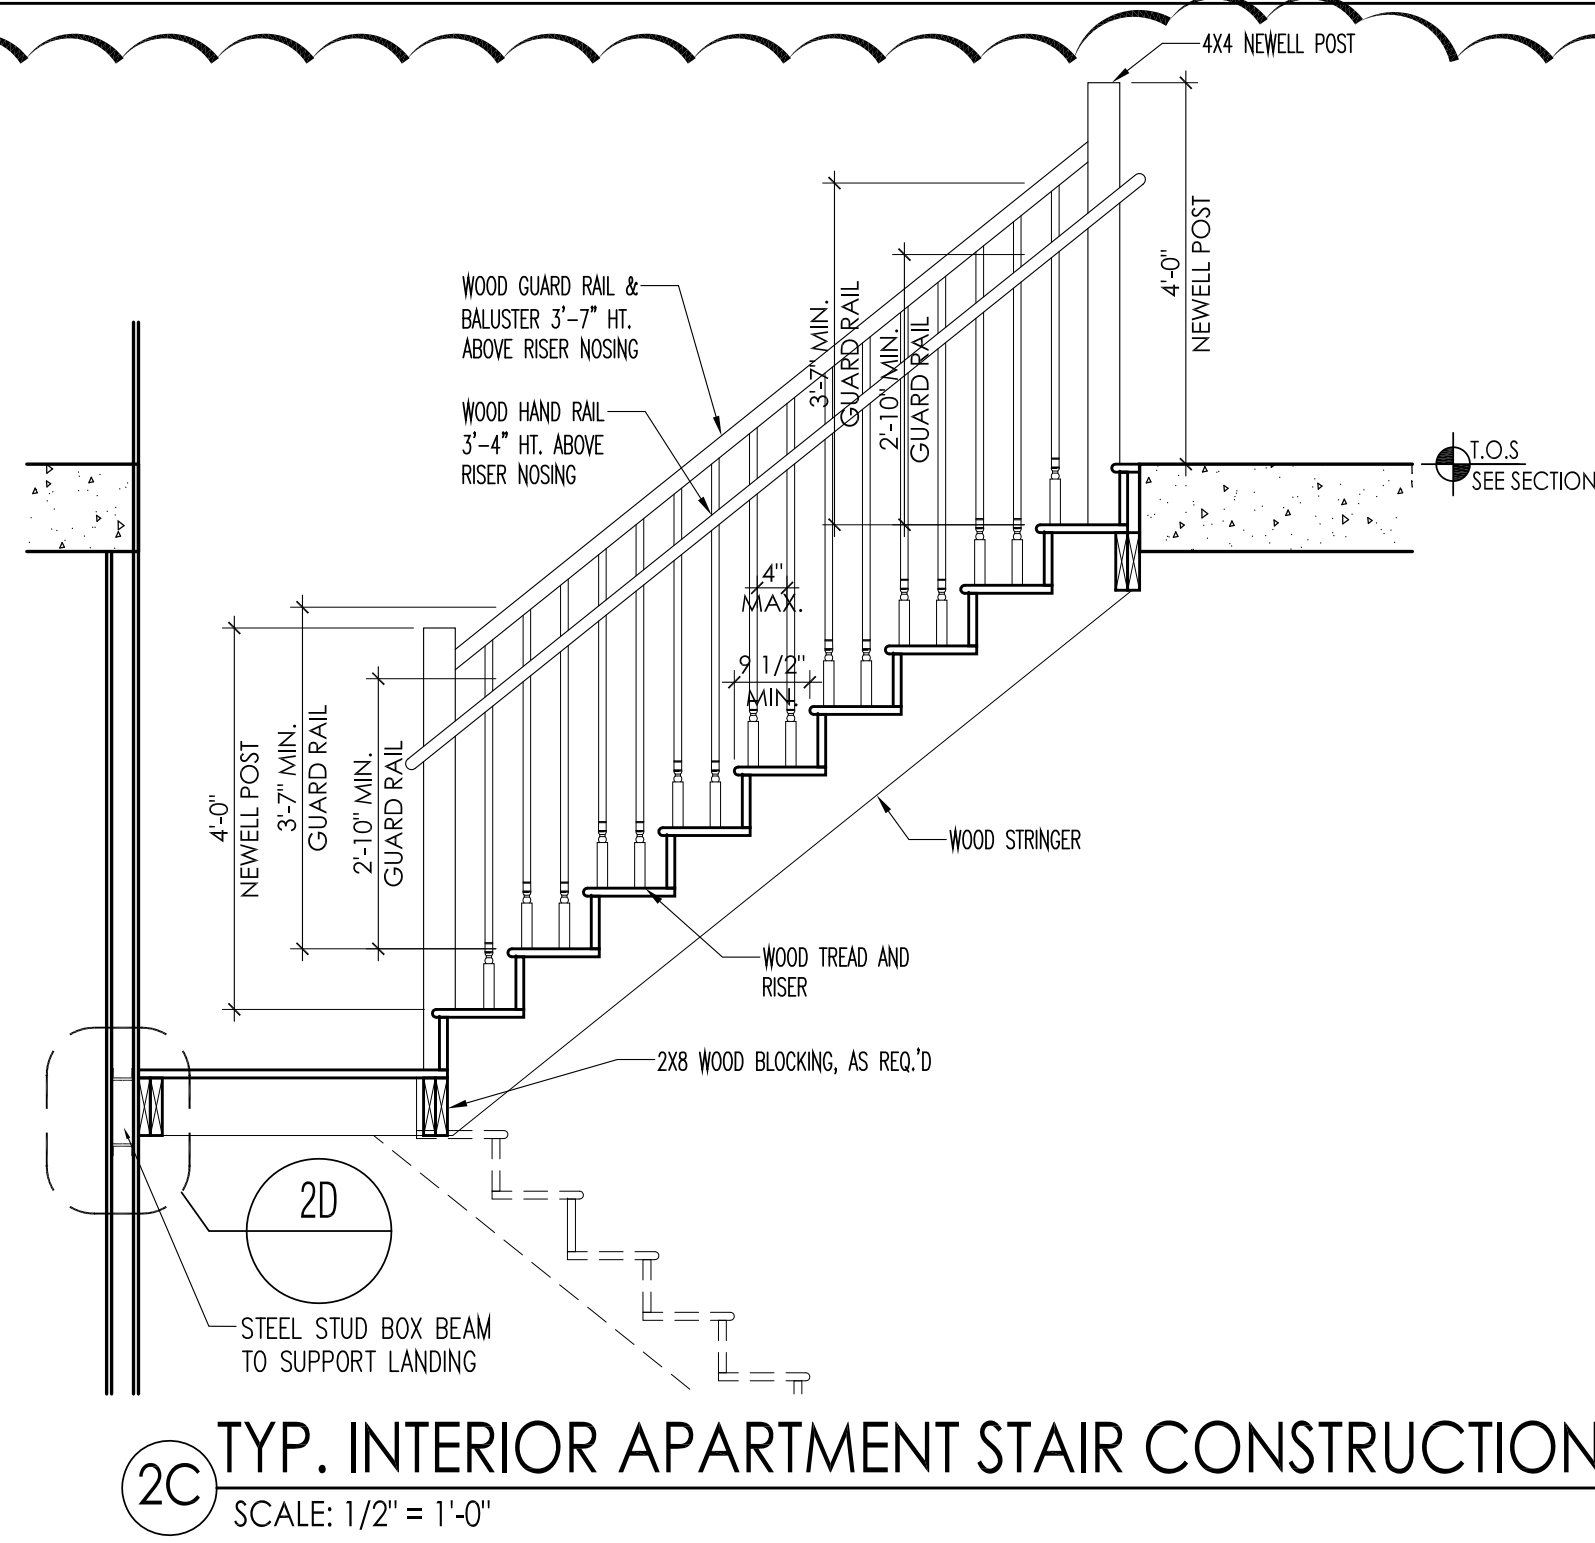 4X4 NEWELL POST
WOOD GUARD RAIL &
BALUSTER 3'-7" HT.
ABOVE RISER NOSING
WOOD HAND RAIL
3'-4" HT. ABOVE
RISER NOSING
3'-7" MIN.
GUARD RAIL
2'-10" MIN.
GUARD RAIL
4'-0"
NEWELL POST
T.O.S
SEE SECTION
4"
MAX.
9 1/2"
MIN.
4'-0"
NEWELL POST
3'-7" MIN.
GUARD RAIL
2'-10" MIN.
GUARD RAIL
WOOD STRINGER
WOOD TREAD AND
RISER
2X8 WOOD BLOCKING, AS REQ.'D
2D
STEEL STUD BOX BEAM
TO SUPPORT LANDING
2C
TYP. INTERIOR APARTMENT STAIR CONSTRUCTION
SCALE: 1/2" = 1'-0"